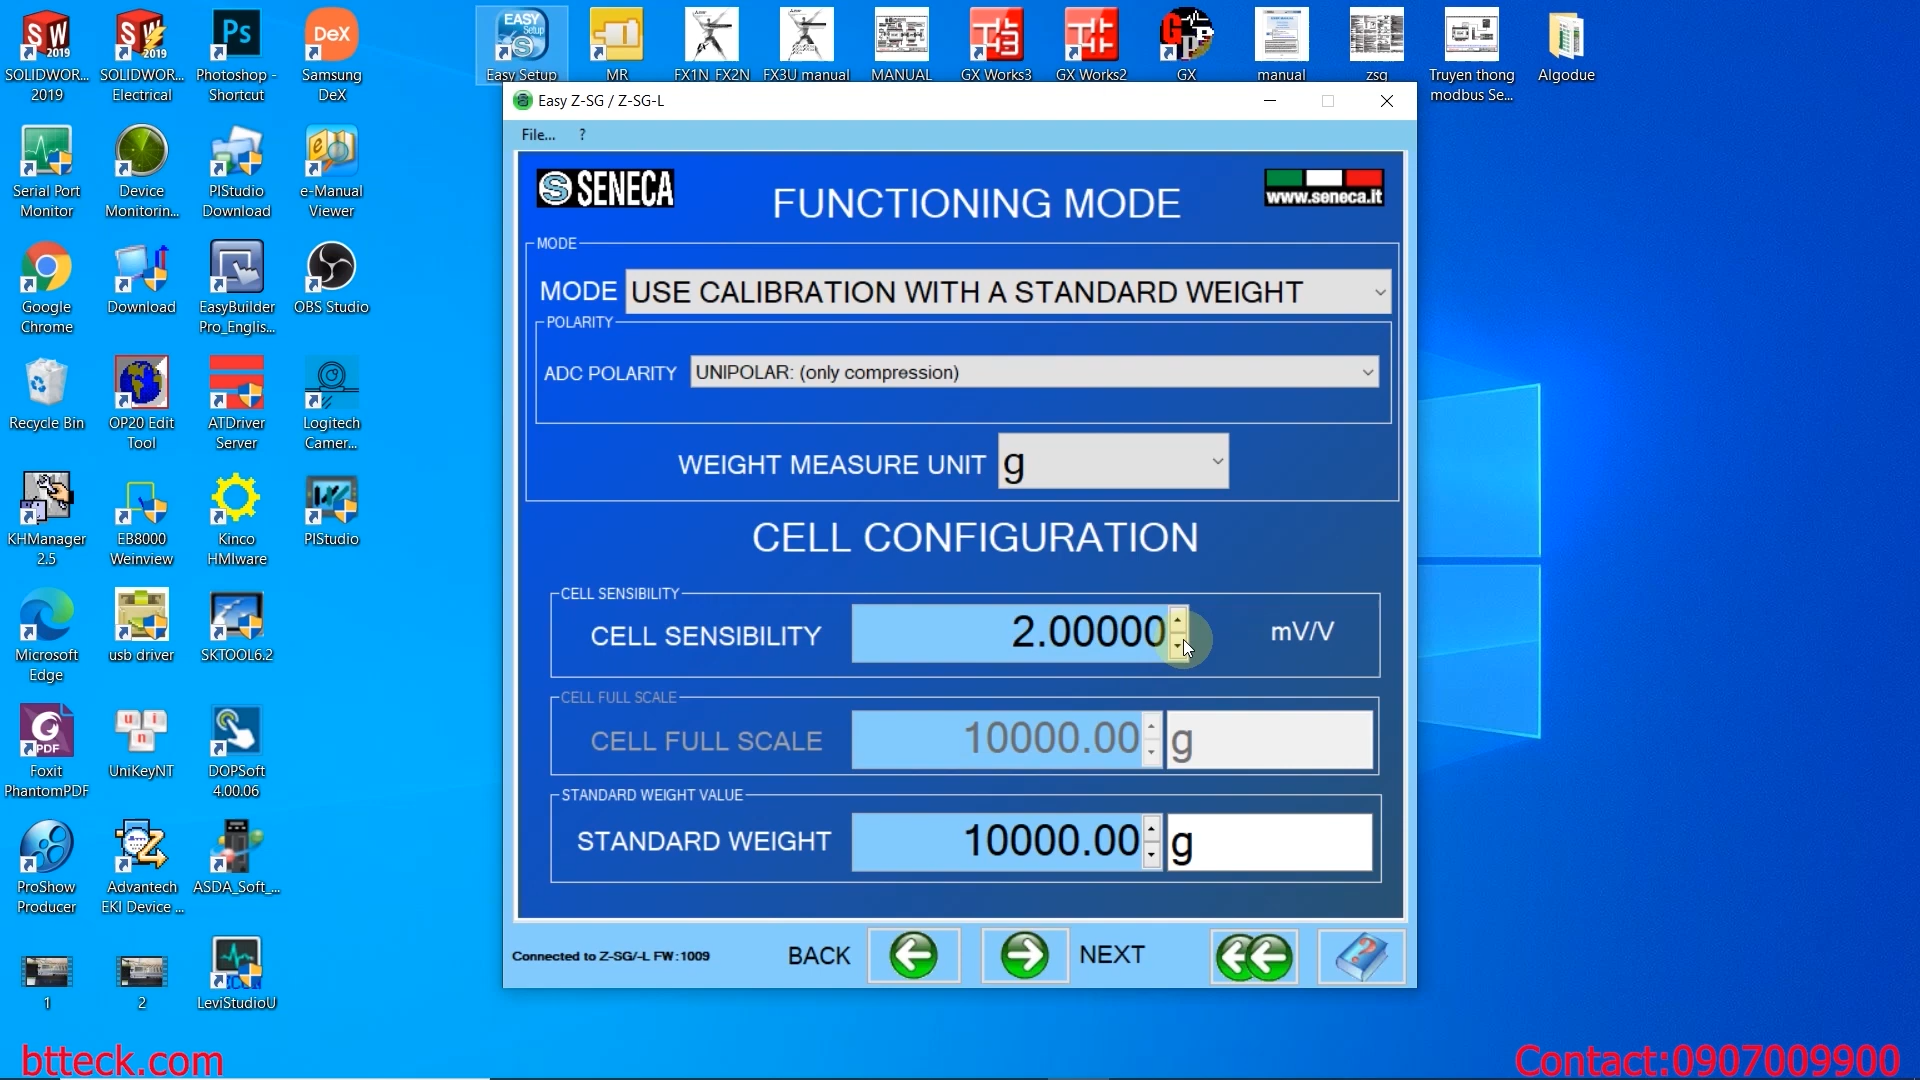 SOLIDWOR...
2019
SOLIDWOR...
Electrical
Photoshop -
Shortcut
Samsung
DeX
Easy Setup
MR
FX1N_FX2N
FX3U manual
MANUAL
GX Works3
GX Works2
GX
manual
zsg
Truyen thong
modbus Se...
Algodue
Serial Port
Monitor
Device
Monitorin...
PIStudio
Download
e-Manual
Viewer
Google
Chrome
Download
EasyBuilder
Pro_Englis...
OBS Studio
Recycle Bin
OP20 Edit
Tool
ATDriver
Server
Logitech
Camer...
KHManager
2.5
EB8000
Weinview
Kinco
HMIware
PIStudio
Microsoft
Edge
usb driver
SKTOOL6.2
Foxit
PhantomPDF
UniKeyNT
DOPSoft
4.00.06
ProShow
Producer
Advantech
EKI Device ...
ASDA_Soft_...
1
2
LeviStudioU
Easy Z-SG / Z-SG-L
File...
?
SENECA
FUNCTIONING MODE
www.seneca.it
MODE
MODE
USE CALIBRATION WITH A STANDARD WEIGHT
POLARITY
ADC POLARITY
UNIPOLAR: (only compression)
WEIGHT MEASURE UNIT
g
CELL CONFIGURATION
CELL SENSIBILITY
CELL SENSIBILITY
2.00000
mV/V
CELL FULL SCALE
CELL FULL SCALE
10000.00
g
STANDARD WEIGHT VALUE
STANDARD WEIGHT
10000.00
g
Connected to Z-SG/-L FW:1009
BACK
NEXT
btteck.com
Contact:0907009900